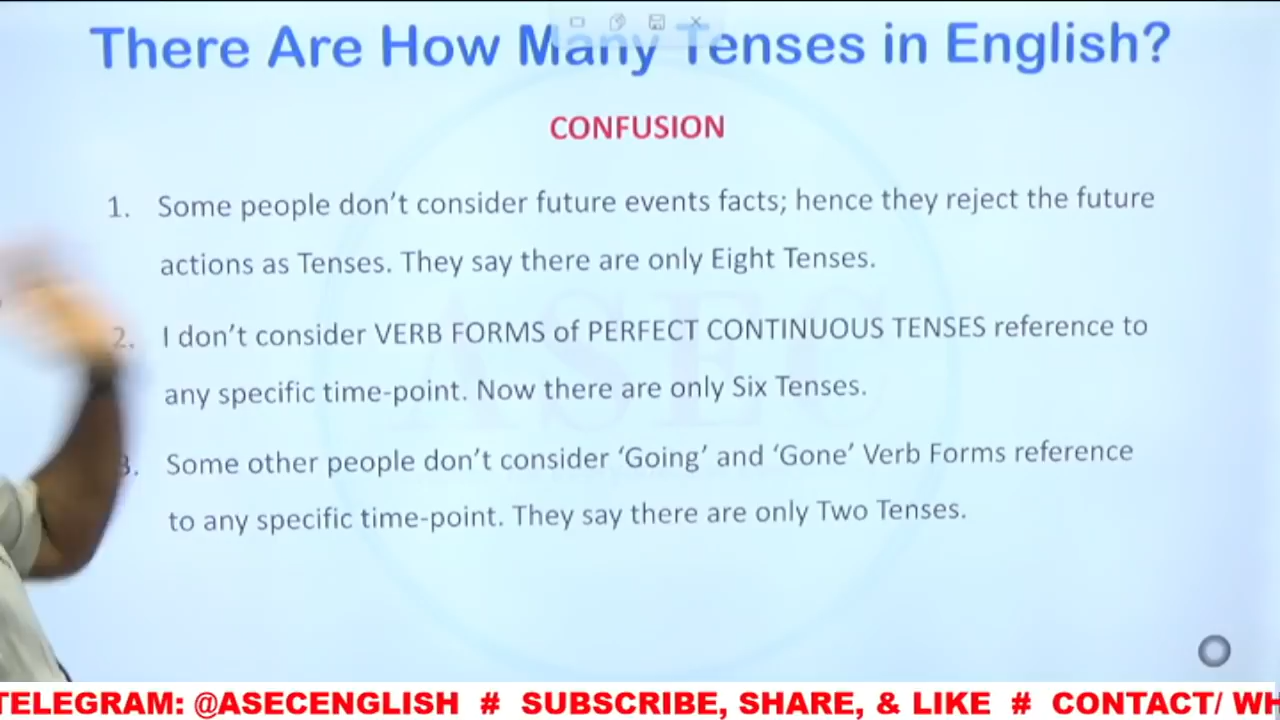 There Are How Many Tenses in English?
CONFUSION
1. Some people don't consider future events facts; hence they reject the future
actions as Tenses. They say there are only Eight Tenses.
2. I don't consider VERB FORMS of PERFECT CONTINUOUS TENSES reference to
any specific time-point. Now there are only Six Tenses.
3. Some other people don't consider 'Going' and 'Gone' Verb Forms reference
to any specific time-point. They say there are only Two Tenses.
ASEC
TELEGRAM: @ASECENGLISH # SUBSCRIBE, SHARE, & LIKE # CONTACT/ WH